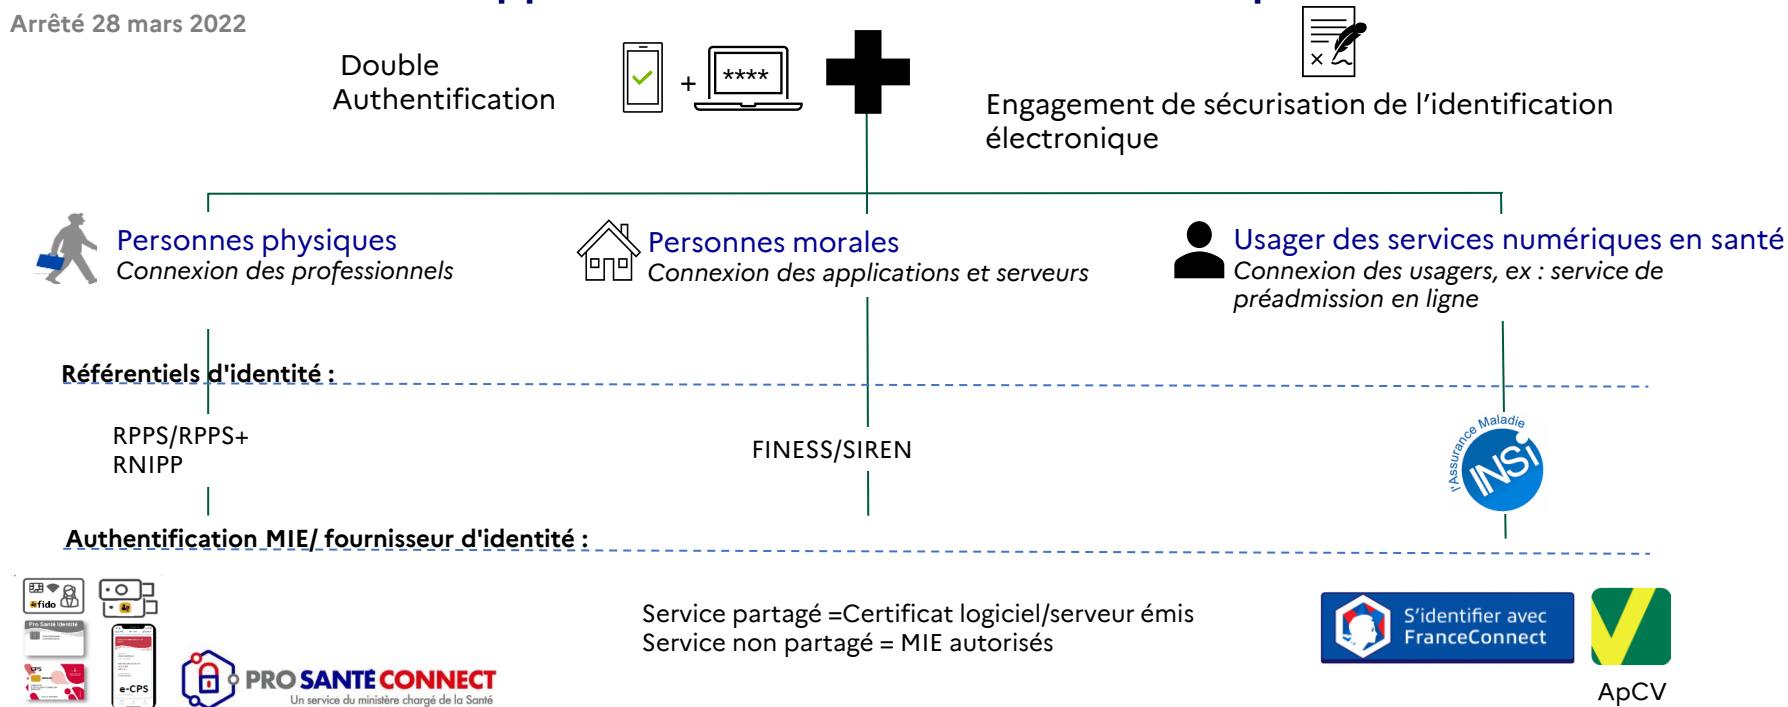 Arrêté 28 mars 2022
Double
Authentification
+
****
Engagement de sécurisation de l'identification
électronique
Personnes physiques
Connexion des professionnels
Personnes morales
Connexion des applications et serveurs
Usager des services numériques en santé
Connexion des usagers, ex : service de
préadmission en ligne
Référentiels d'identité :
RPPS/RPPS+
RNIPP
FINESS/SIREN
l'Assurance Maladie
INSi
Authentification MIE/ fournisseur d'identité :
fido
Pro Santé Identité
CPS
e-CPS
PRO SANTÉ CONNECT
Un service du ministère chargé de la Santé
Service partagé =Certificat logiciel/serveur émis
Service non partagé = MIE autorisés
S'identifier avec
FranceConnect
ApCV